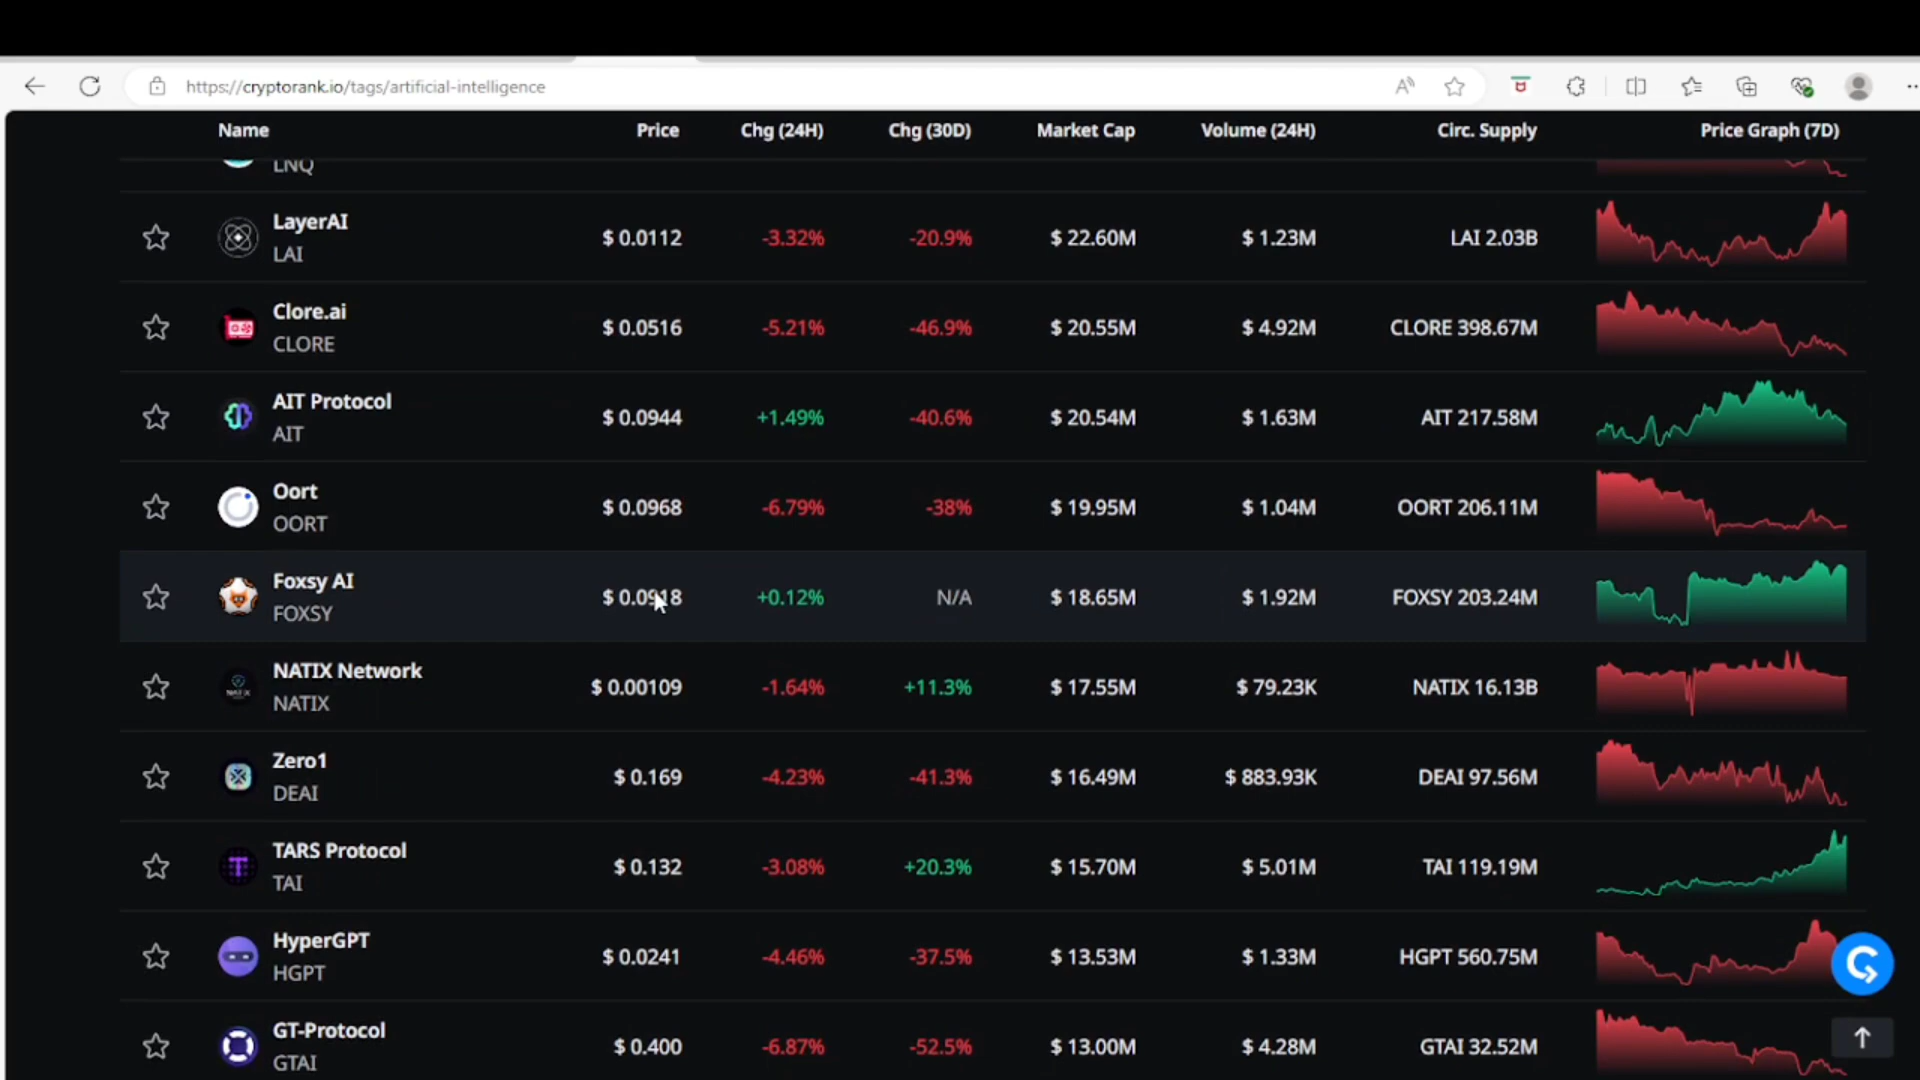 https://cryptorank.io/tags/artificial-intelligence
Name Price Chg (24H) Chg (30D) Market Cap Volume (24H) Circ. Supply Price Graph (7D)
LNQ
LayerAI
LAI
$ 0.0112 -3.32% -20.9% $ 22.60M $ 1.23M LAI 2.03B
Clore.ai
CLORE
$ 0.0516 -5.21% -46.9% $ 20.55M $ 4.92M CLORE 398.67M
AIT Protocol
AIT
$ 0.0944 +1.49% -40.6% $ 20.54M $ 1.63M AIT 217.58M
Oort
OORT
$ 0.0968 -6.79% -38% $ 19.95M $ 1.04M OORT 206.11M
Foxsy AI
FOXSY
$ 0.0918 +0.12% N/A $ 18.65M $ 1.92M FOXSY 203.24M
NATIX Network
NATIX
$ 0.00109 -1.64% +11.3% $ 17.55M $ 79.23K NATIX 16.13B
Zero1
DEAI
$ 0.169 -4.23% -41.3% $ 16.49M $ 883.93K DEAI 97.56M
TARS Protocol
TAI
$ 0.132 -3.08% +20.3% $ 15.70M $ 5.01M TAI 119.19M
HyperGPT
HGPT
$ 0.0241 -4.46% -37.5% $ 13.53M $ 1.33M HGPT 560.75M
GT-Protocol
GTAI
$ 0.400 -6.87% -52.5% $ 13.00M $ 4.28M GTAI 32.52M